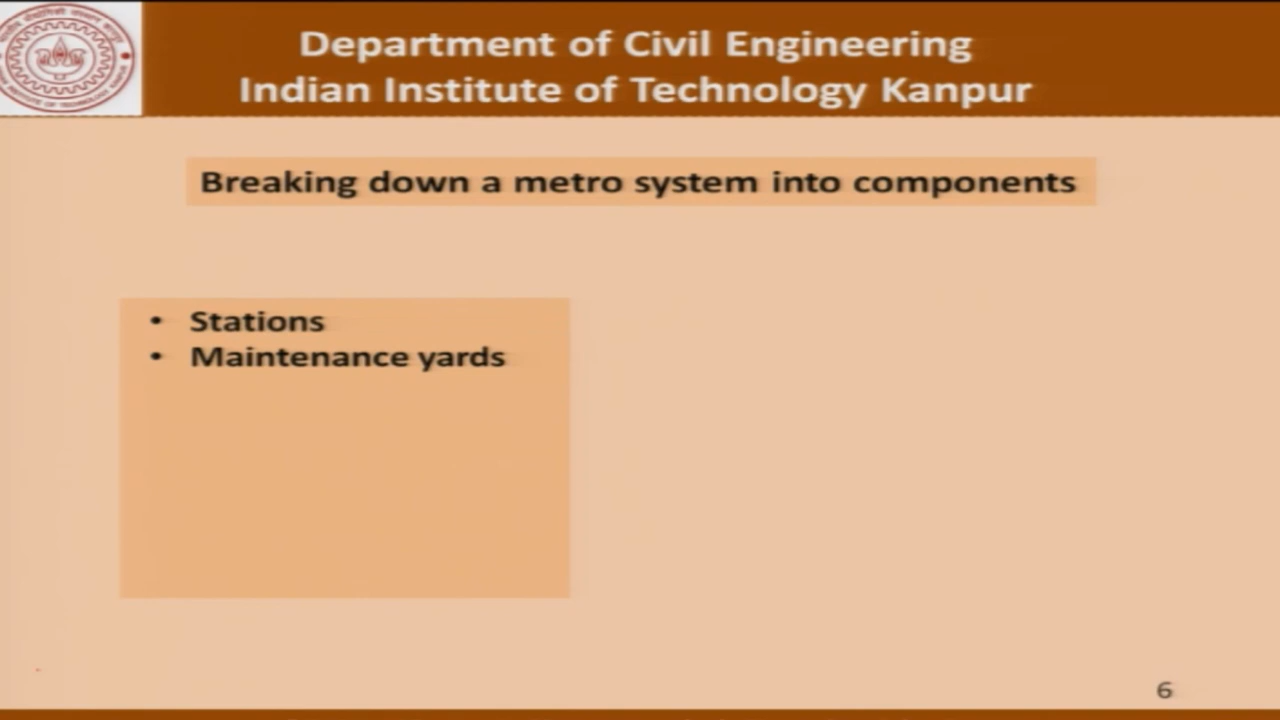 Department of Civil Engineering
Indian Institute of Technology Kanpur
Breaking down a metro system into components
• Stations
• Maintenance yards
6